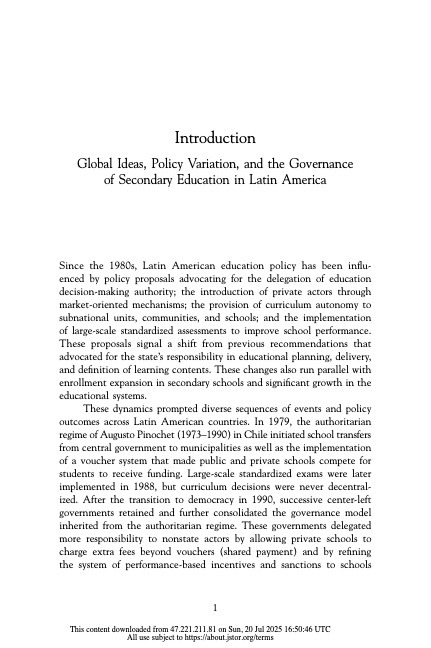 Introduction
Global Ideas, Policy Variation, and the Governance
of Secondary Education in Latin America
Since the 1980s, Latin American education policy has been influ-
enced by policy proposals advocating for the delegation of education
decision-making authority; the introduction of private actors through
market-oriented mechanisms; the provision of curriculum autonomy to
subnational units, communities, and schools; and the implementation
of large-scale standardized assessments to improve school performance.
These proposals signal a shift from previous recommendations that
advocated for the state's responsibility in educational planning, delivery,
and definition of learning contents. These changes also run parallel with
enrollment expansion in secondary schools and significant growth in the
educational systems.
These dynamics prompted diverse sequences of events and policy
outcomes across Latin American countries. In 1979, the authoritarian
regime of Augusto Pinochet (1973–1990) in Chile initiated school transfers
from central government to municipalities as well as the implementation
of a voucher system that made public and private schools compete for
students to receive funding. Large-scale standardized exams were later
implemented in 1988, but curriculum decisions were never decentral-
ized. After the transition to democracy in 1990, successive center-left
governments retained and further consolidated the governance model
inherited from the authoritarian regime. These governments delegated
more responsibility to nonstate actors by allowing private schools to
charge extra fees beyond vouchers (shared payment) and by refining
the system of performance-based incentives and sanctions to schools
1
This content downloaded from 47.221.211.81 on Sun, 20 Jul 2025 16:50:46 UTC
All use subject to https://about.jstor.org/terms